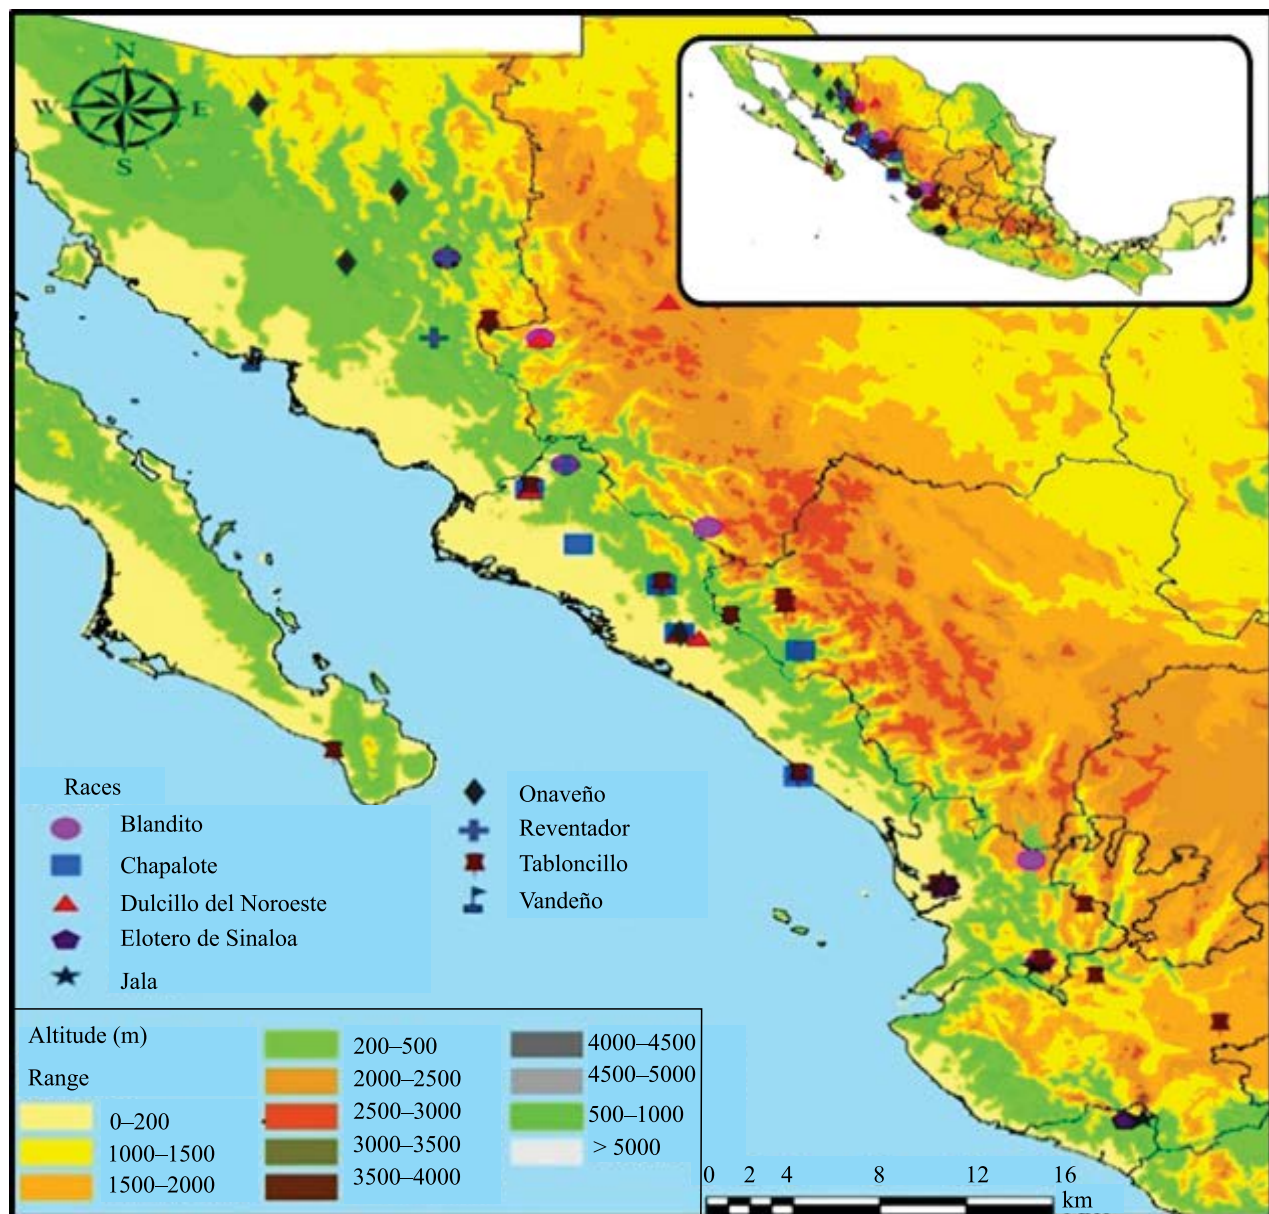 N
W E
S
Races
Blandito
Chapalote
Dulcillo del Noroeste
Elotero de Sinaloa
Jala
Onaveño
Reventador
Tabloncillo
Vandeño
Altitude (m)
Range
0–200
1000–1500
1500–2000
200–500
2000–2500
2500–3000
3000–3500
3500–4000
4000–4500
4500–5000
500–1000
> 5000
0 2 4 8 12 16
km